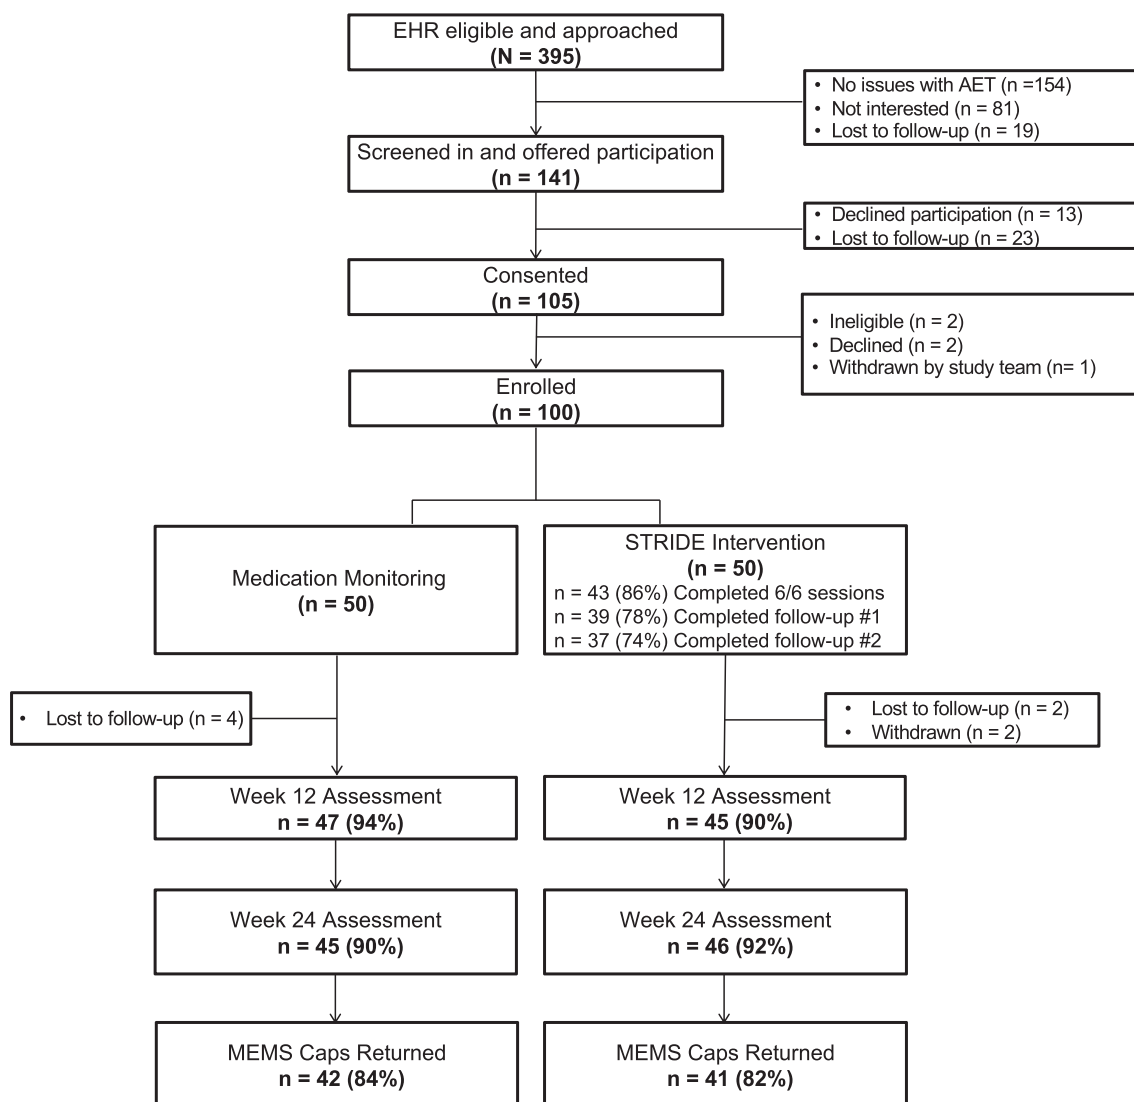 EHR eligible and approached
(N = 395)
• No issues with AET (n =154)
• Not interested (n = 81)
• Lost to follow-up (n = 19)
Screened in and offered participation
(n = 141)
• Declined participation (n = 13)
• Lost to follow-up (n = 23)
Consented
(n = 105)
• Ineligible (n = 2)
• Declined (n = 2)
• Withdrawn by study team (n= 1)
Enrolled
(n = 100)
Medication Monitoring
(n = 50)
STRIDE Intervention
(n = 50)
n = 43 (86%) Completed 6/6 sessions
n = 39 (78%) Completed follow-up #1
n = 37 (74%) Completed follow-up #2
• Lost to follow-up (n = 4)
• Lost to follow-up (n = 2)
• Withdrawn (n = 2)
Week 12 Assessment
n = 47 (94%)
Week 12 Assessment
n = 45 (90%)
Week 24 Assessment
n = 45 (90%)
Week 24 Assessment
n = 46 (92%)
MEMS Caps Returned
n = 42 (84%)
MEMS Caps Returned
n = 41 (82%)